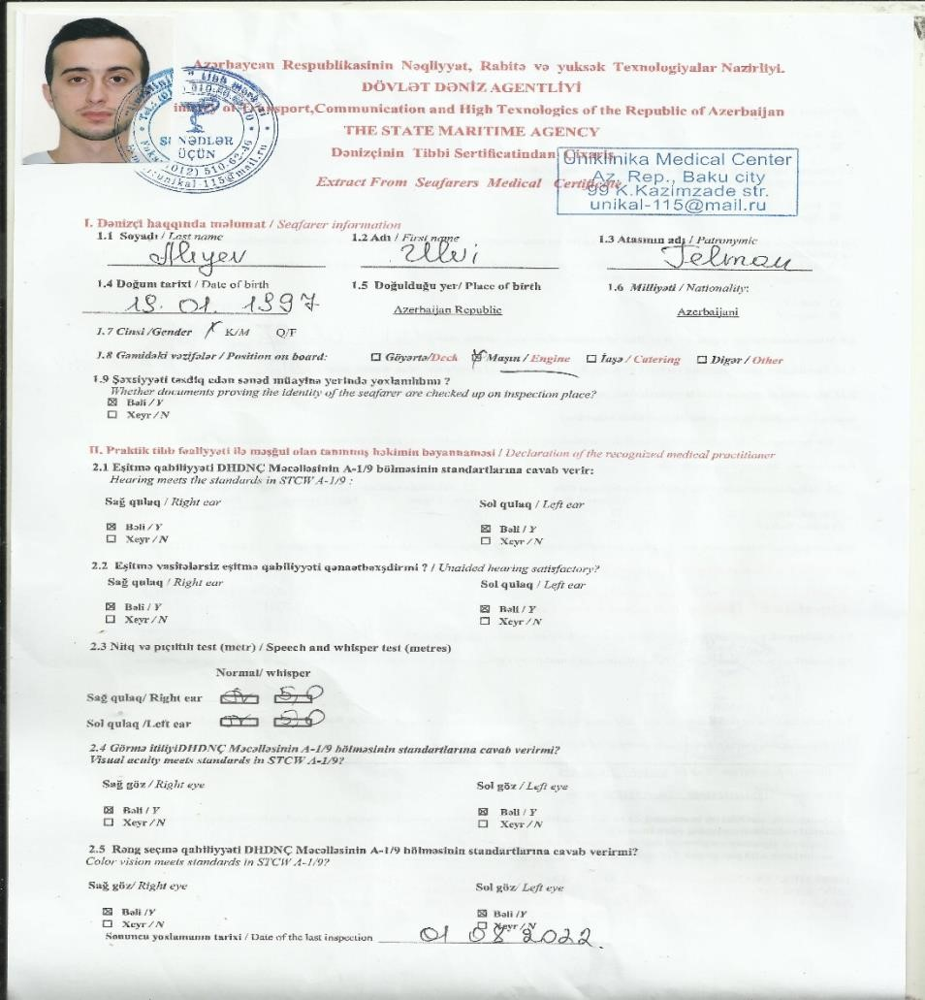 Azərbaycan Respublikasinin Nəqliyyat, Rabitə və yuksək Texnologiyalar Nazirliyi.
DÖVLƏT DƏNİZ AGENTLİYİ
of Transport,Communication and High Texnologics of the Republic of Azerbaijan
THE STATE MARITIME AGENCY
Dənizçinin Tibbi Sertificatindan Çixariş
Extract From Seafarers Medical Certificate
SƏNƏDLƏR
ÜÇÜN
(012) 510-62-46
unikal-115@mail.ru
Uniklinika Medical Center
Az. Rep., Baku city
99 K.Kazimzade str.
unikal-115@mail.ru
I. Dənizçi haqqında məlumat / Seafarer information
1.1 Soyadı / Last name 1.2 Adı / First name 1.3 Atasının adı / Patronymic
Aliyev Ulvi Telman
1.4 Doğum tarixi / Date of birth 1.5 Doğulduğu yer/ Place of birth 1.6 Milliyəti / Nationality:
19. 01. 1997 Azerbaijan Republic Azerbaijani
1.7 Cinsi /Gender K/M Q/F
1.8 Gəmidəki vəzifələr / Position on board: Göyərtə/Deck Maşın / Engine İaşə / Catering Digər / Other
1.9 Şəxsiyyəti təsdiq edən sənəd müayinə yerində yoxlanılıbmı ?
Whether documents proving the identity of the seafarer are checked up on inspection place?
Bəli / Y
Xeyr / N
II. Praktik tibb fəaliyyəti ilə məşğul olan tanınmış həkimin bəyannaməsi / Declaration of the recognized medical practitioner
2.1 Eşitmə qabiliyyəti DHDNÇ Məcəlləsinin A-1/9 bölməsinin standartlarına cavab verir:
Hearing meets the standards in STCW A-1/9 :
Sağ qulaq / Right ear Sol qulaq / Left ear
Bəli / Y Bəli / Y
Xeyr / N Xeyr / N
2.2 Eşitmə vasitələrsiz eşitmə qabiliyyəti qənaətbəxşdirmi ? / Unaided hearing satisfactory?
Sağ qulaq / Right ear Sol qulaq / Left ear
Bəli / Y Bəli / Y
Xeyr / N Xeyr / N
2.3 Nitq və pıçıltılı test (metr) / Speech and whisper test (metres)
Normal/ whisper
Sağ qulaq/ Right ear 5,0
Sol qulaq /Left ear 5,0
2.4 Görmə itiliyiDHDNÇ Məcəlləsinin A-1/9 bölməsinin standartlarına cavab verirmi?
Visual acuity meets standards in STCW A-1/9?
Sağ göz / Right eye Sol göz / Left eye
Bəli / Y Bəli / Y
Xeyr / N Xeyr / N
2.5 Rəng seçmə qabiliyyəti DHDNÇ Məcəlləsinin A-1/9 bölməsinin standartlarına cavab verirmi?
Color vision meets standards in STCW A-1/9?
Sağ göz/ Right eye Sol göz/ Left eye
Bəli /Y Bəli /Y
Xeyr / N Xeyr / N
Sonuncu yoxlamanın tarixi / Date of the last inspection 01 08 2022.